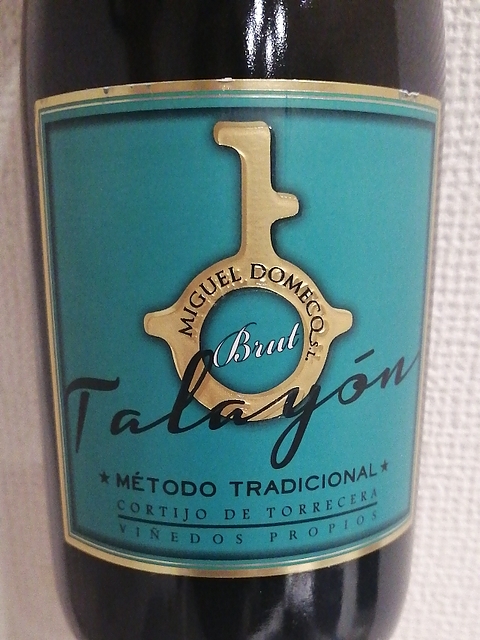 MIGUEL DOMECQ S.L.
Brut
Talayón
★ MÉTODO TRADICIONAL ★
CORTIJO DE TORRECERA
VIÑEDOS PROPIOS